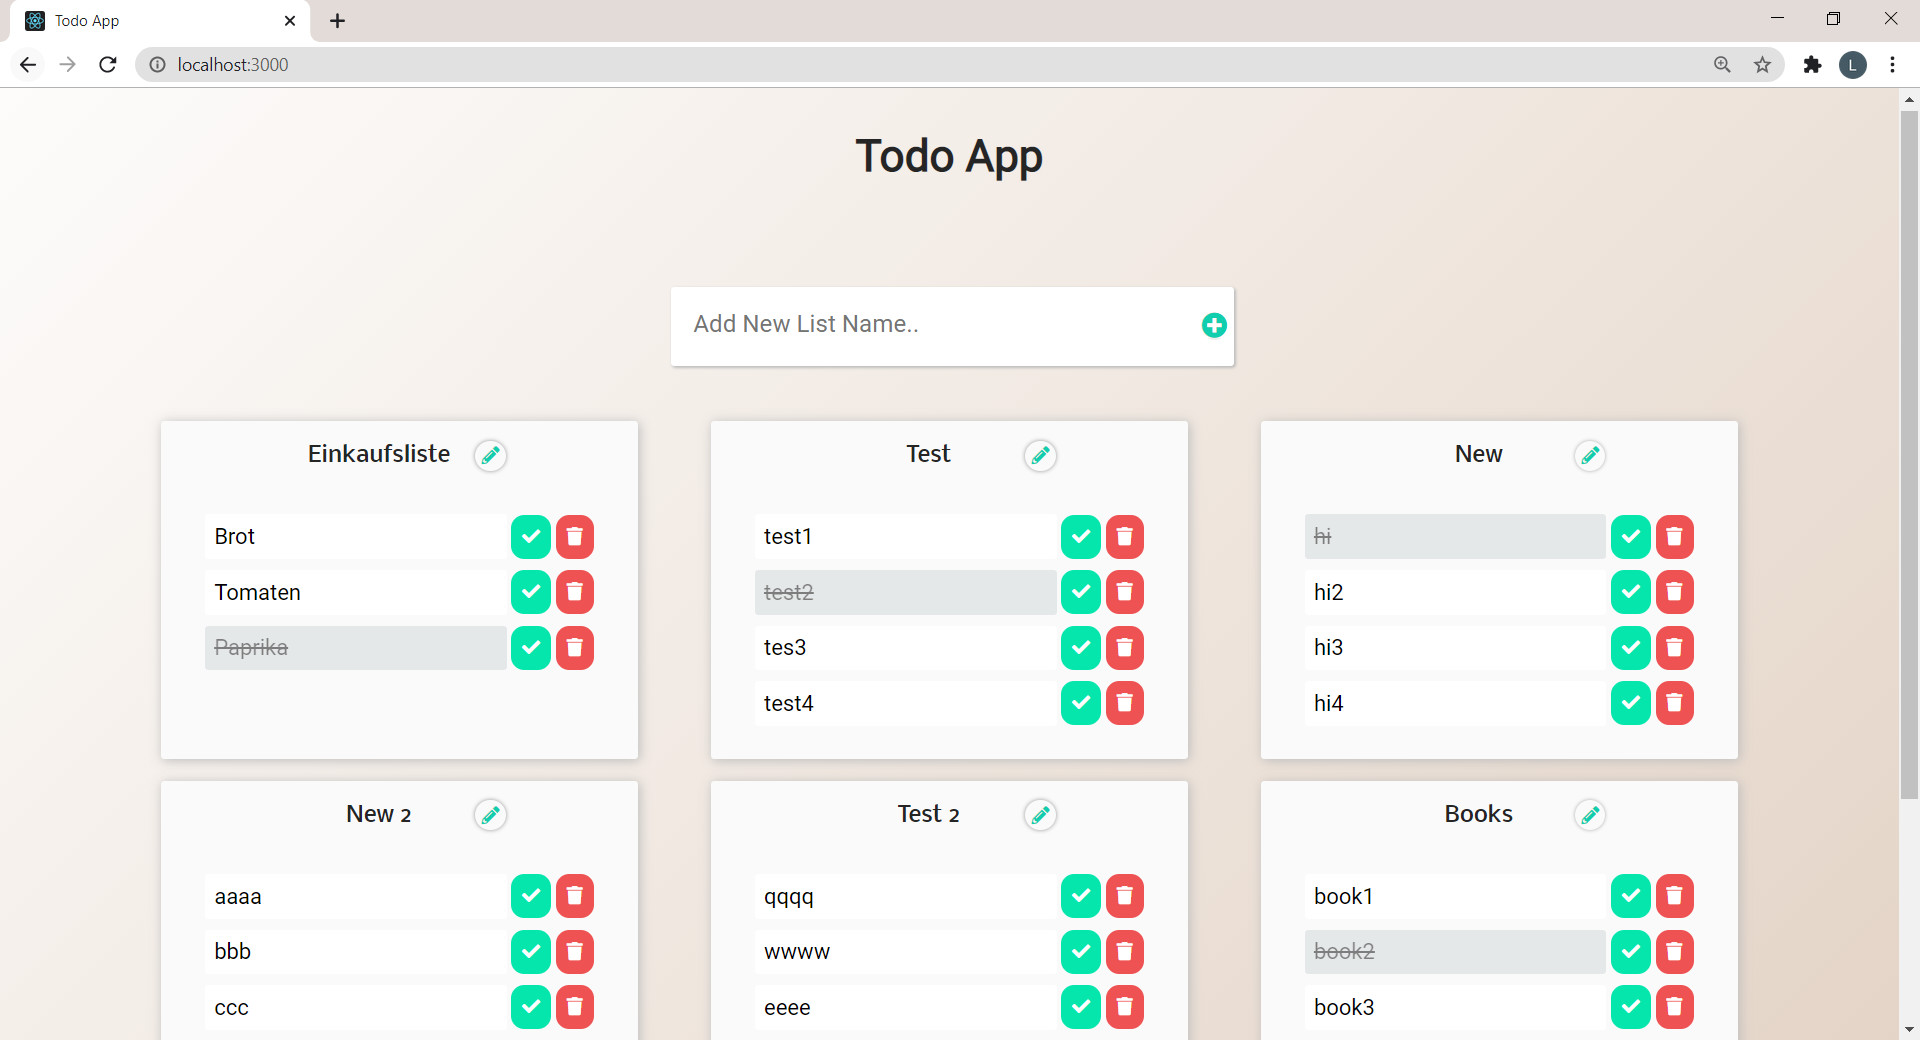 Todo App
localhost:3000
L
Todo App
Add New List Name..
Einkaufsliste
Brot
Tomaten
Paprika
Test
test1
test2
tes3
test4
New
hi
hi2
hi3
hi4
New 2
aaaa
bbb
ccc
Test 2
qqqq
wwww
eeee
Books
book1
book2
book3